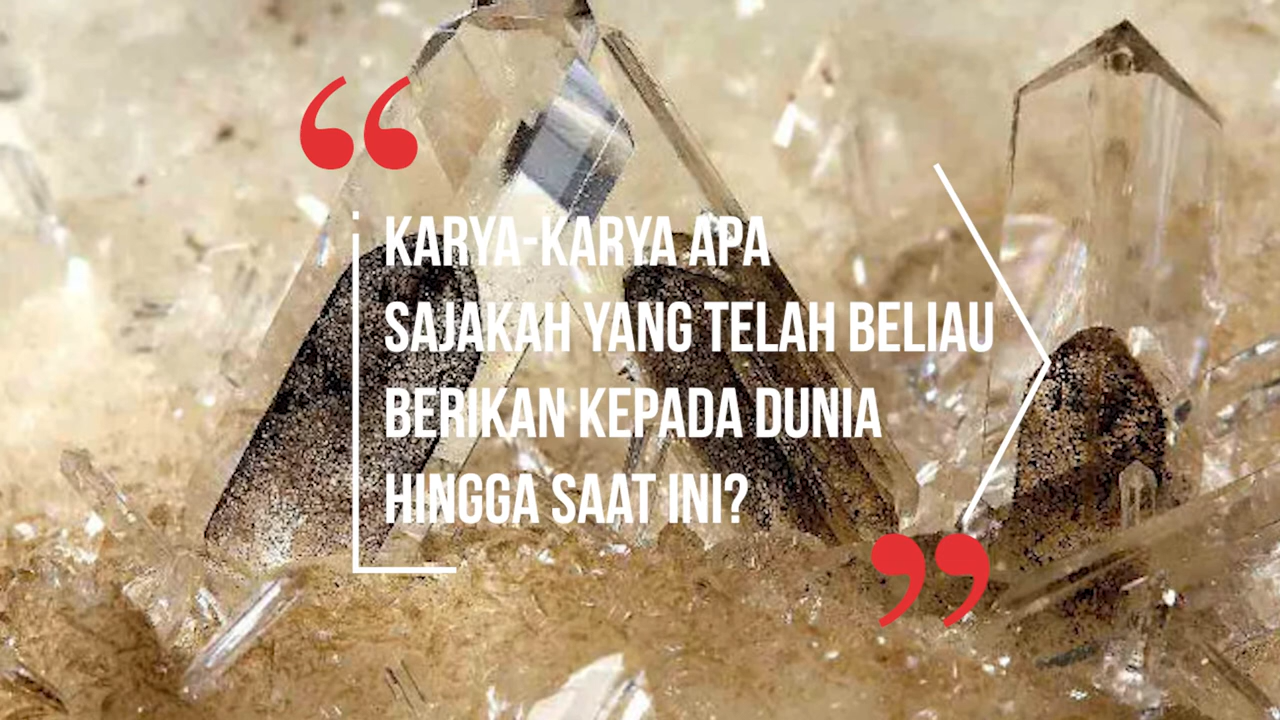 “
KARYA-KARYA APA
SAJAKAH YANG TELAH BELIAU
BERIKAN KEPADA DUNIA
HINGGA SAAT INI?
”